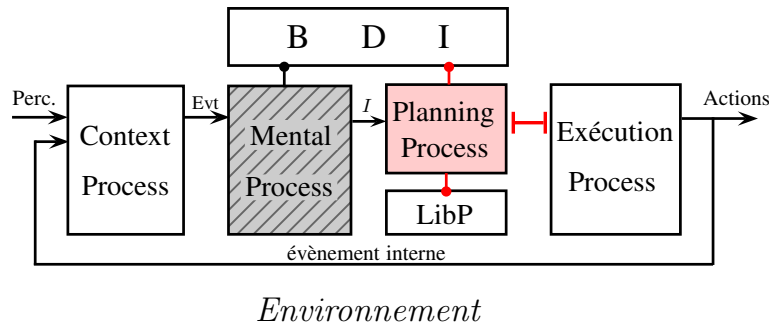 B D I
Perc.
Context
Process
Evt
Mental
Process
I
Planning
Process
LibP
Exécution
Process
Actions
évènement interne
Environnement